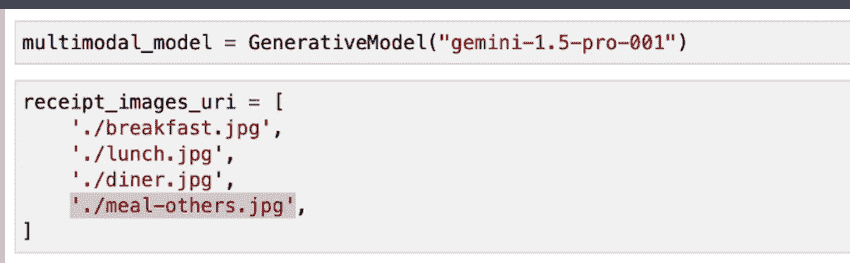 multimodal_model = GenerativeModel("gemini-1.5-pro-001")
receipt_images_uri = [
    './breakfast.jpg',
    './lunch.jpg',
    './diner.jpg',
    './meal-others.jpg',
]